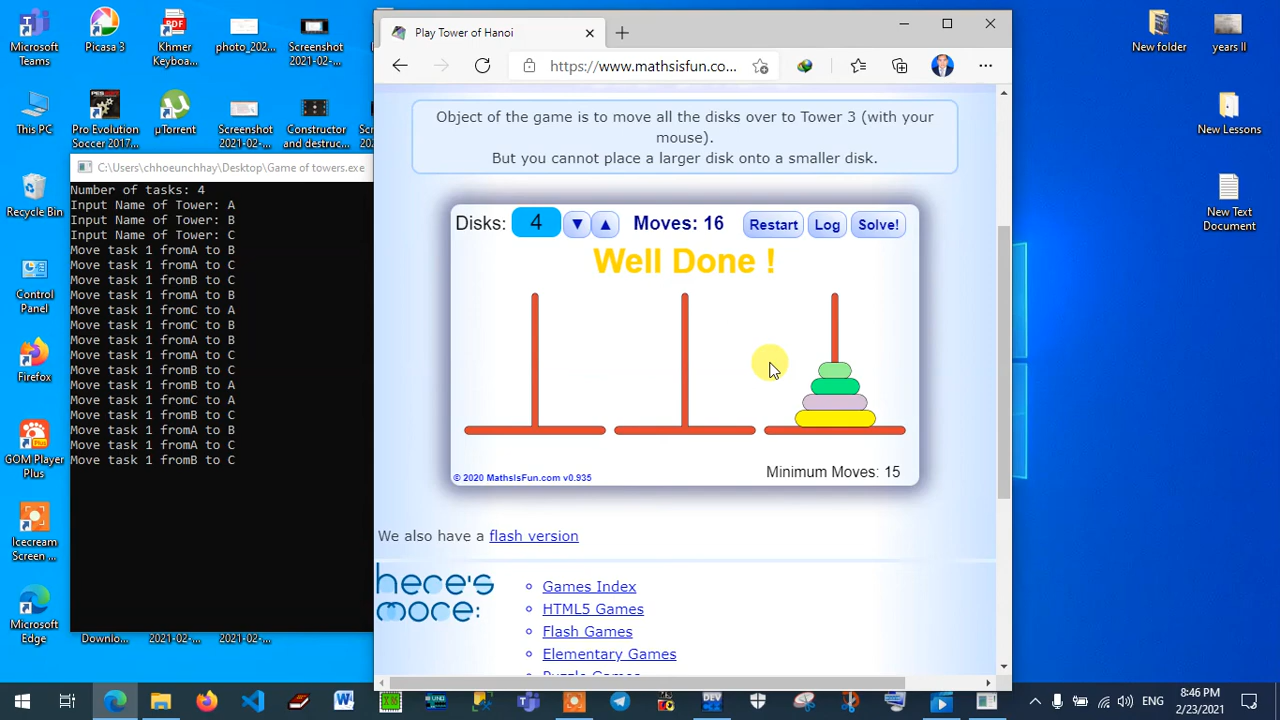 Microsoft Teams
Picasa 3
Khmer Keyboa...
photo_202...
Screenshot 2021-02-...
This PC
Pro Evolution Soccer 2017...
µTorrent
Screenshot 2021-02-...
Constructor and destruc...
Recycle Bin
Control Panel
Firefox
GOM Player Plus
Icecream Screen ...
Microsoft Edge
Downlo...
2021-02-...
2021-02-...
C:\Users\chhoeunchhay\Desktop\Game of towers.exe
Number of tasks: 4
Input Name of Tower: A
Input Name of Tower: B
Input Name of Tower: C
Move task 1 fromA to B
Move task 1 fromA to C
Move task 1 fromB to C
Move task 1 fromA to B
Move task 1 fromC to A
Move task 1 fromC to B
Move task 1 fromA to B
Move task 1 fromA to C
Move task 1 fromB to C
Move task 1 fromB to A
Move task 1 fromC to A
Move task 1 fromB to C
Move task 1 fromA to B
Move task 1 fromA to C
Move task 1 fromB to C
Play Tower of Hanoi
https://www.mathsisfun.co...
Object of the game is to move all the disks over to Tower 3 (with your
mouse).
But you cannot place a larger disk onto a smaller disk.
Disks: 4 ▼ ▲ Moves: 16 Restart Log Solve!
Well Done !
© 2020 MathsIsFun.com v0.935
Minimum Moves: 15
We also have a flash version
here's
more:
Games Index
HTML5 Games
Flash Games
Elementary Games
Puzzle Games
New folder
years II
New Lessons
New Text Document
ENG
8:46 PM
2/23/2021